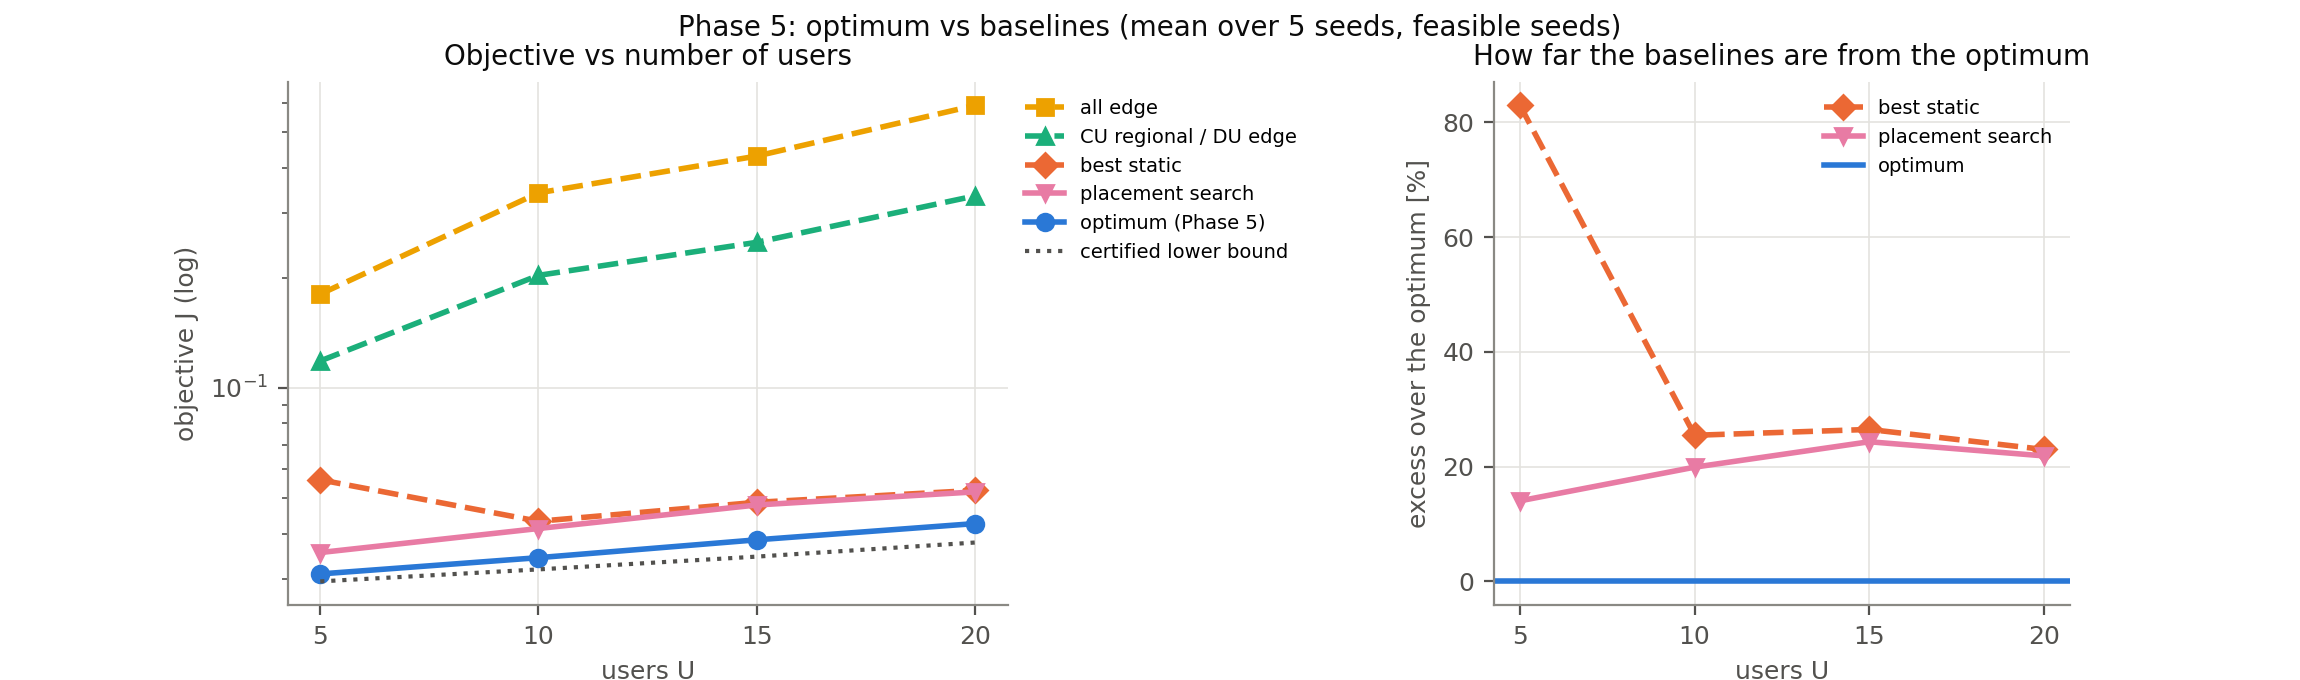 Phase 5: optimum vs baselines (mean over 5 seeds, feasible seeds)
Objective vs number of users
objective J (log)
10⁻¹
5 10 15 20
users U
all edge
CU regional / DU edge
best static
placement search
optimum (Phase 5)
certified lower bound
How far the baselines are from the optimum
excess over the optimum [%]
80
60
40
20
0
5 10 15 20
users U
best static
placement search
optimum